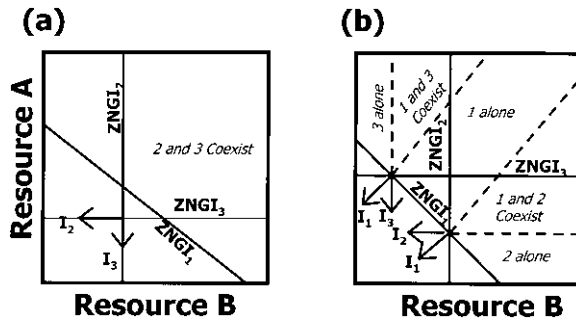 (a)
Resource A
ZNGI2
2 and 3 Coexist
ZNGI3
I2
ZNGI1
I3
Resource B
(b)
3 alone
1 and 3
Coexist
ZNGI2
1 alone
ZNGI3
ZNGI1
I1
I3
1 and 2
Coexist
I2
I1
2 alone
Resource B